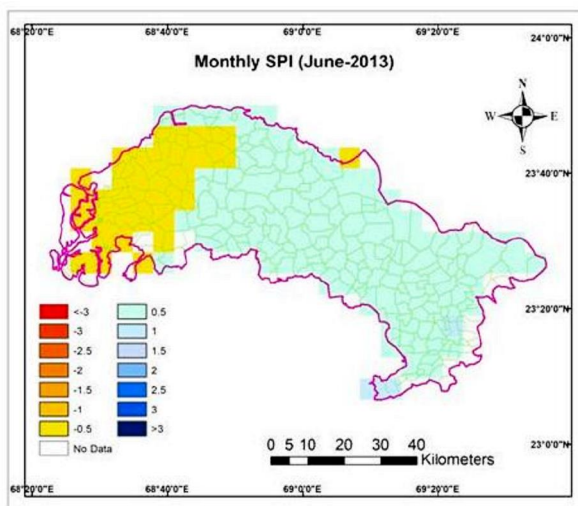 68°20'0"E 68°40'0"E 69°0'0"E 69°20'0"E
24°0'0"N
Monthly SPI (June-2013)
N
W E
S
23°40'0"N
23°20'0"N
<-3 0.5
-3 1
-2.5 1.5
-2 2
-1.5 2.5
-1 3
-0.5 >3
No Data
23°0'0"N
0 5 10 20 30 40
Kilometers
68°20'0"E 68°40'0"E 69°0'0"E 69°20'0"E